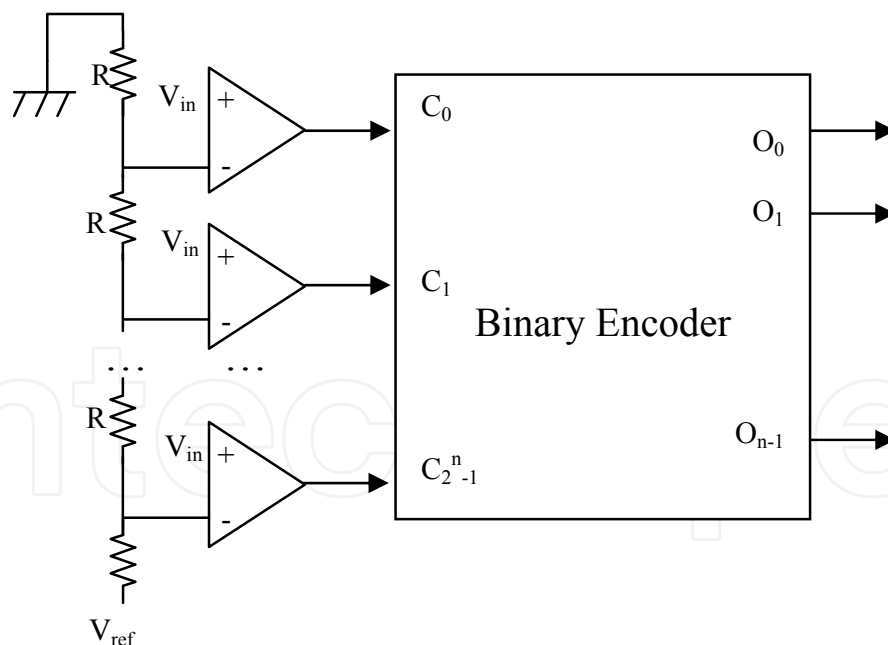 R
V_in
+
-
C_0
O_0
R
V_in
+
-
C_1
O_1
Binary Encoder
... ...
R
V_in
+
-
C_2^n-1
O_n-1
V_ref